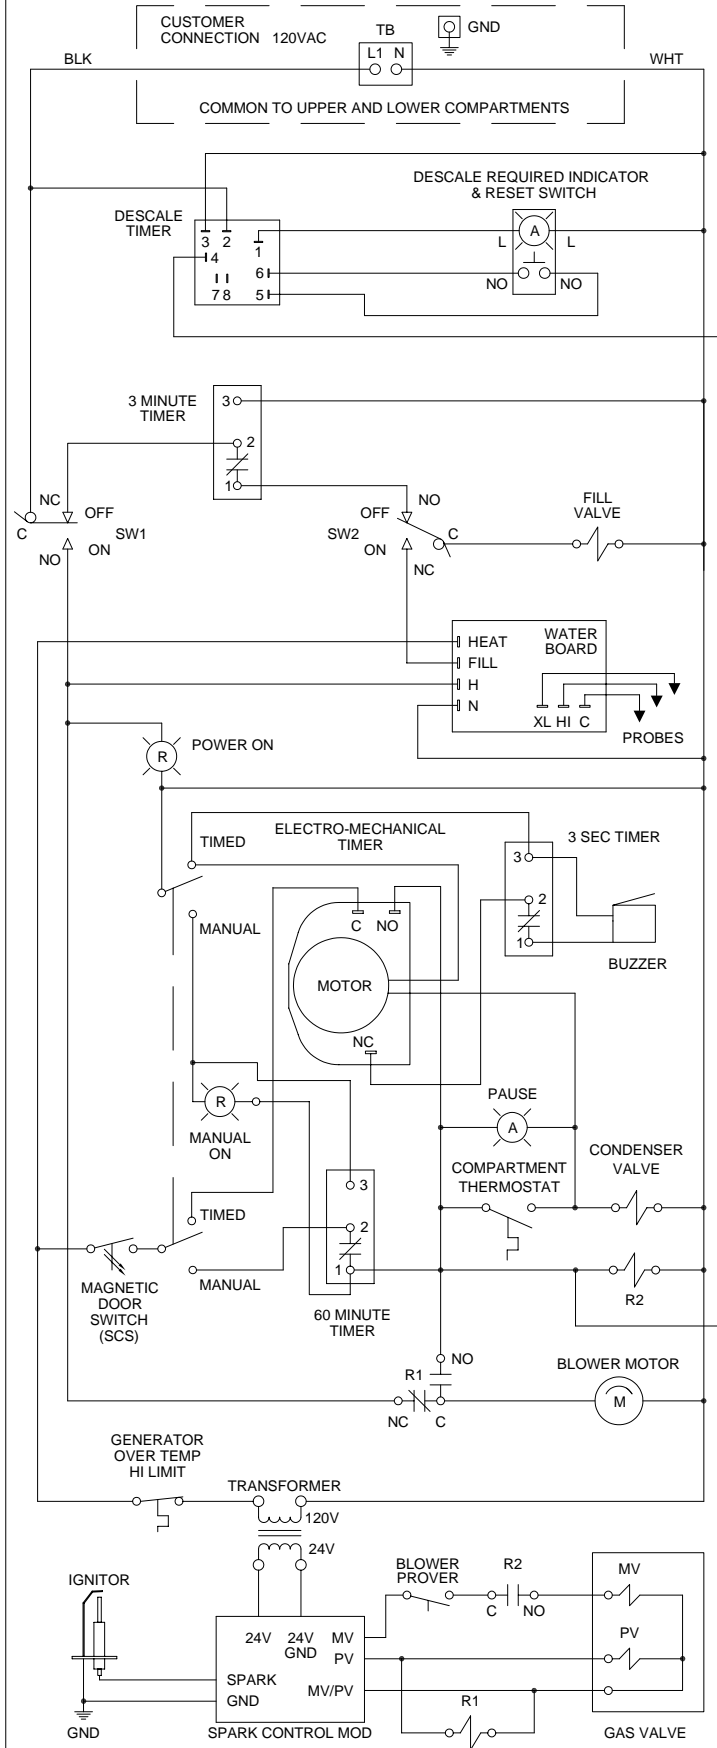 CUSTOMER
CONNECTION 120VAC
TB
L1 N
GND
BLK
WHT
COMMON TO UPPER AND LOWER COMPARTMENTS
DESCALE REQUIRED INDICATOR
& RESET SWITCH
DESCALE
TIMER
3 2
1
4
6
7 8
5
L
A
L
NO
NO
3 MINUTE
TIMER
3
2
1
NC
OFF
C
SW1
NO
ON
NO
OFF
SW2
C
ON
NC
FILL
VALVE
HEAT
FILL
H
N
WATER
BOARD
XL HI C
PROBES
R
POWER ON
TIMED
ELECTRO-MECHANICAL
TIMER
3 SEC TIMER
3
2
1
BUZZER
MANUAL
C NO
MOTOR
NC
R
MANUAL
ON
PAUSE
A
COMPARTMENT
THERMOSTAT
CONDENSER
VALVE
3
2
1
TIMED
MANUAL
MAGNETIC
DOOR
SWITCH
(SCS)
60 MINUTE
TIMER
R2
NO
R1
NC C
BLOWER MOTOR
M
GENERATOR
OVER TEMP
HI LIMIT
TRANSFORMER
120V
24V
IGNITOR
BLOWER
PROVER
R2
C NO
MV
PV
24V 24V
GND
MV
PV
SPARK
GND
MV/PV
R1
GND
SPARK CONTROL MOD
GAS VALVE